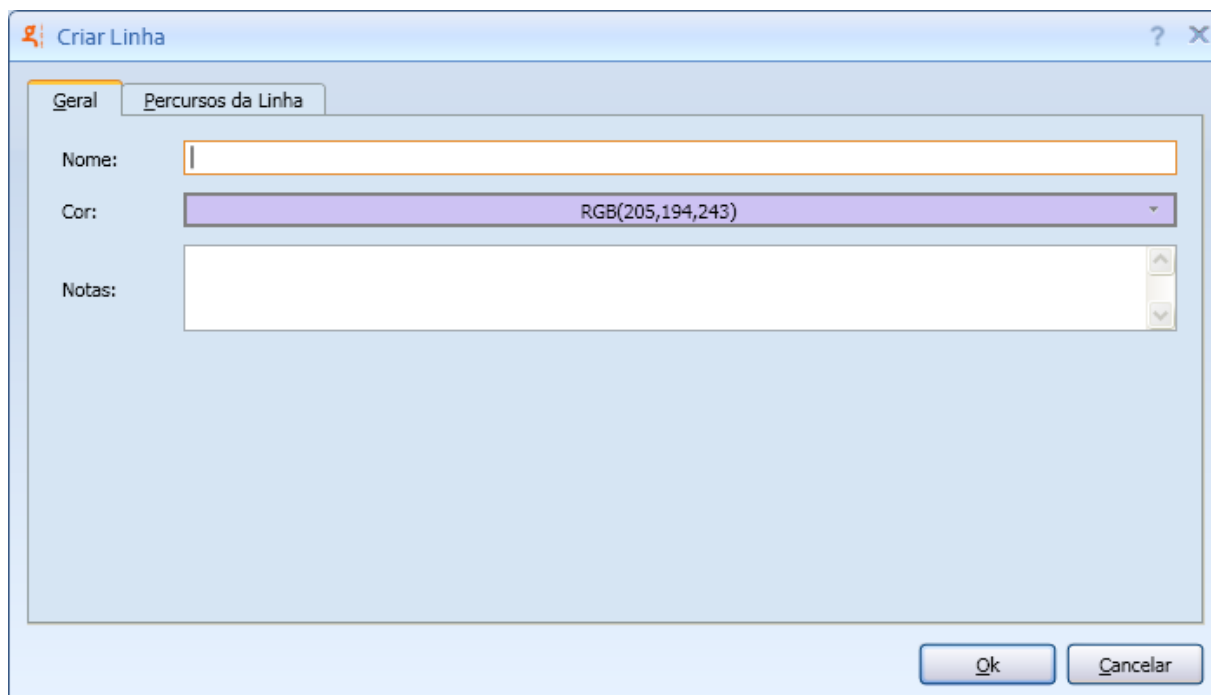 Criar Linha
Geral Percursos da Linha
Nome:
Cor: RGB(205,194,243)
Notas:
Ok Cancelar